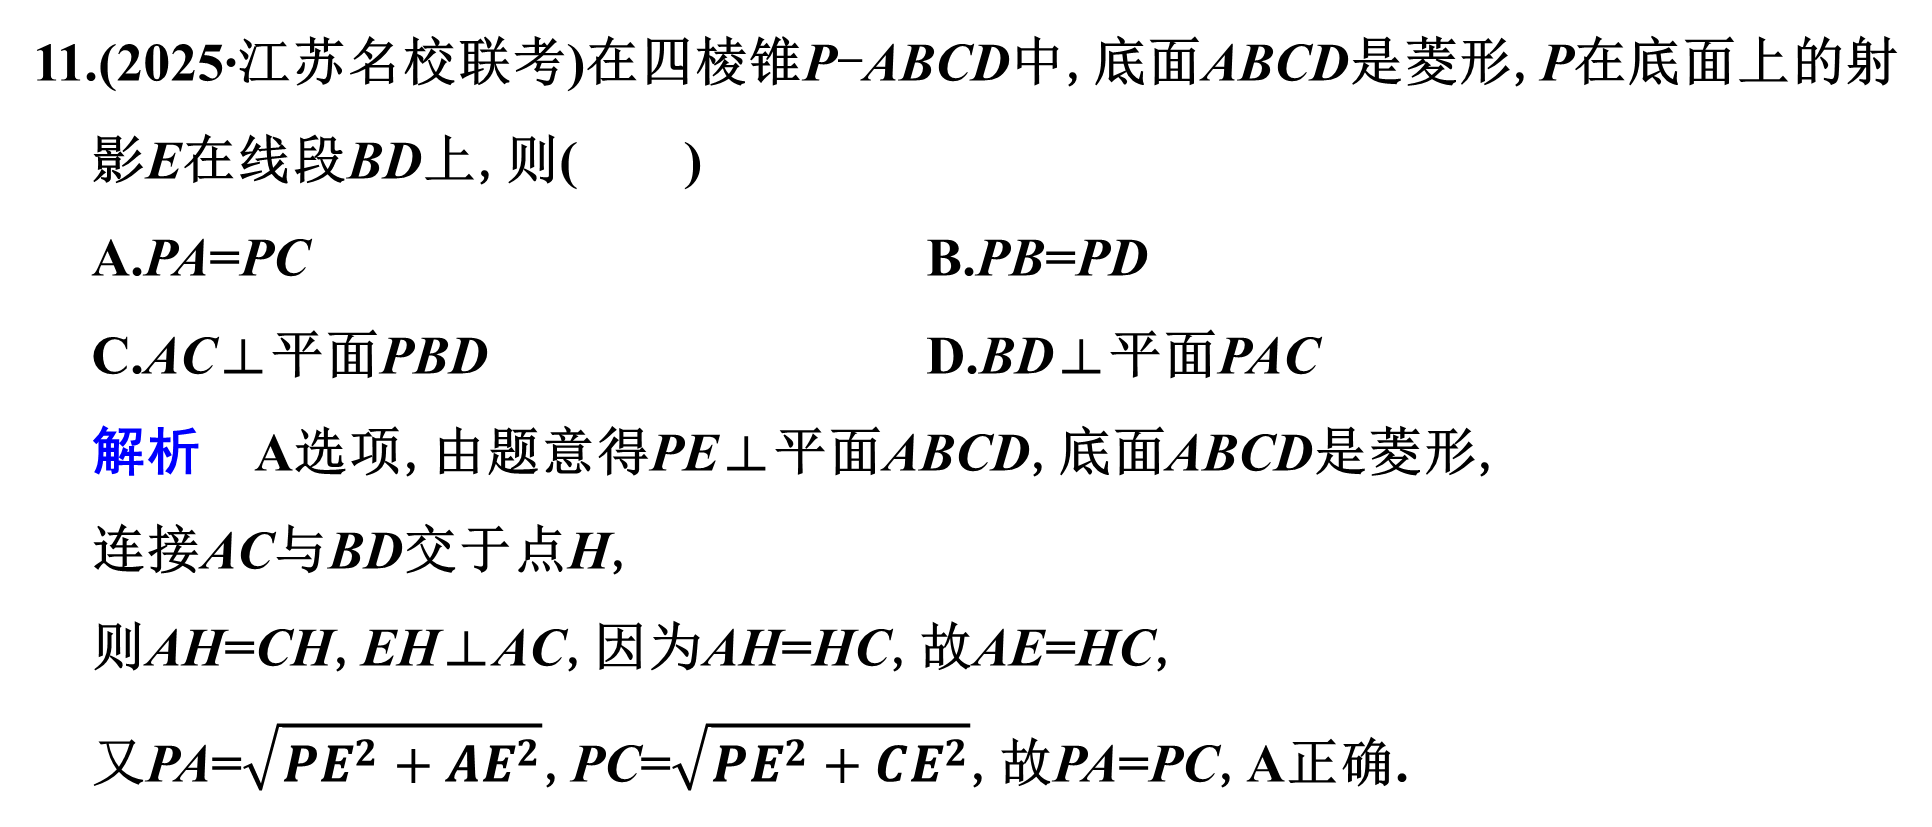 11.(2025·江苏名校联考)在四棱锥P-ABCD中, 底面ABCD是菱形, P在底面上的射
影E在线段BD上, 则(　　)
A.PA=PC　　B.PB=PD
C.AC⊥平面PBD　　D.BD⊥平面PAC
解析　A选项, 由题意得PE⊥平面ABCD, 底面ABCD是菱形,
连接AC与BD交于点H,
则AH=CH, EH⊥AC, 因为AH=HC, 故AE=HC,
又PA=√(PE²+AE²), PC=√(PE²+CE²), 故PA=PC, A正确.